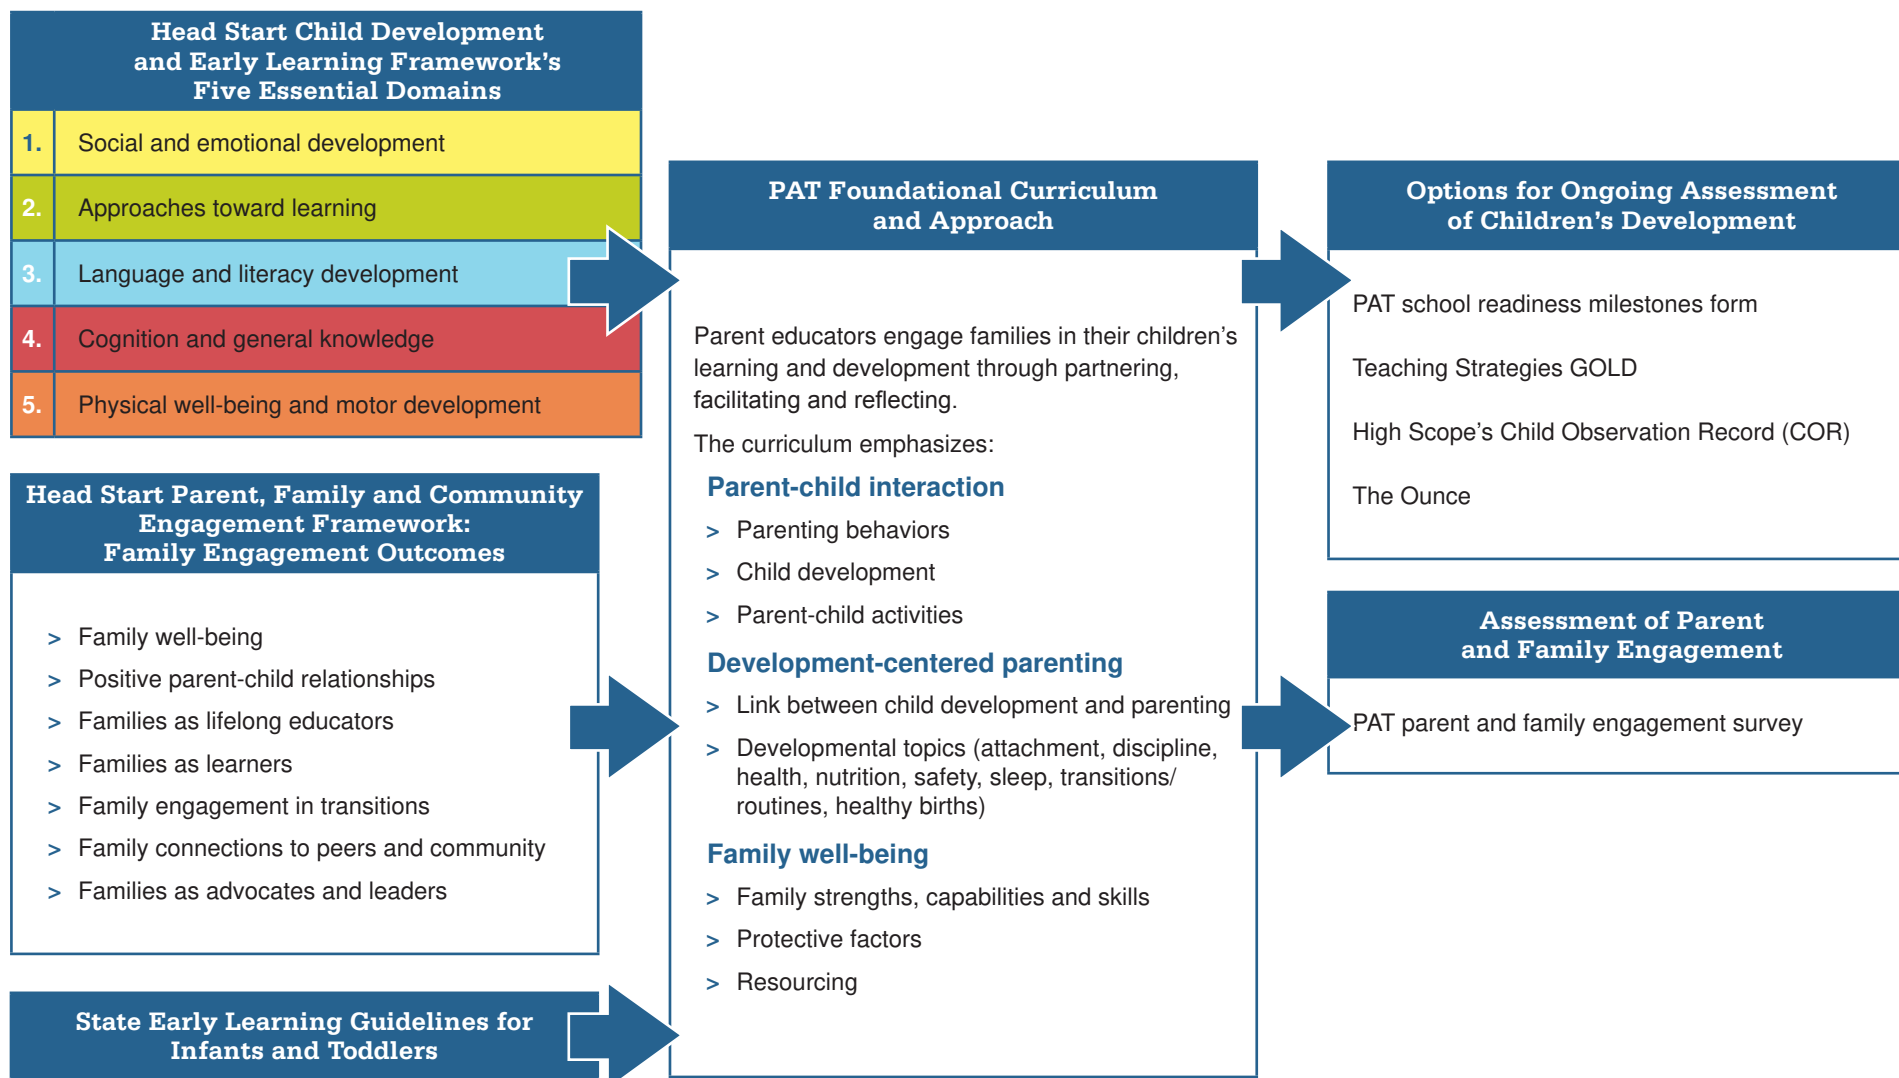 Head Start Child Development
and Early Learning Framework's
Five Essential Domains
1. Social and emotional development
2. Approaches toward learning
3. Language and literacy development
4. Cognition and general knowledge
5. Physical well-being and motor development
Head Start Parent, Family and Community
Engagement Framework:
Family Engagement Outcomes
> Family well-being
> Positive parent-child relationships
> Families as lifelong educators
> Families as learners
> Family engagement in transitions
> Family connections to peers and community
> Families as advocates and leaders
State Early Learning Guidelines for
Infants and Toddlers
PAT Foundational Curriculum
and Approach
Parent educators engage families in their children's
learning and development through partnering,
facilitating and reflecting.
The curriculum emphasizes:
Parent-child interaction
> Parenting behaviors
> Child development
> Parent-child activities
Development-centered parenting
> Link between child development and parenting
> Developmental topics (attachment, discipline,
health, nutrition, safety, sleep, transitions/
routines, healthy births)
Family well-being
> Family strengths, capabilities and skills
> Protective factors
> Resourcing
Options for Ongoing Assessment
of Children's Development
PAT school readiness milestones form
Teaching Strategies GOLD
High Scope's Child Observation Record (COR)
The Ounce
Assessment of Parent
and Family Engagement
PAT parent and family engagement survey